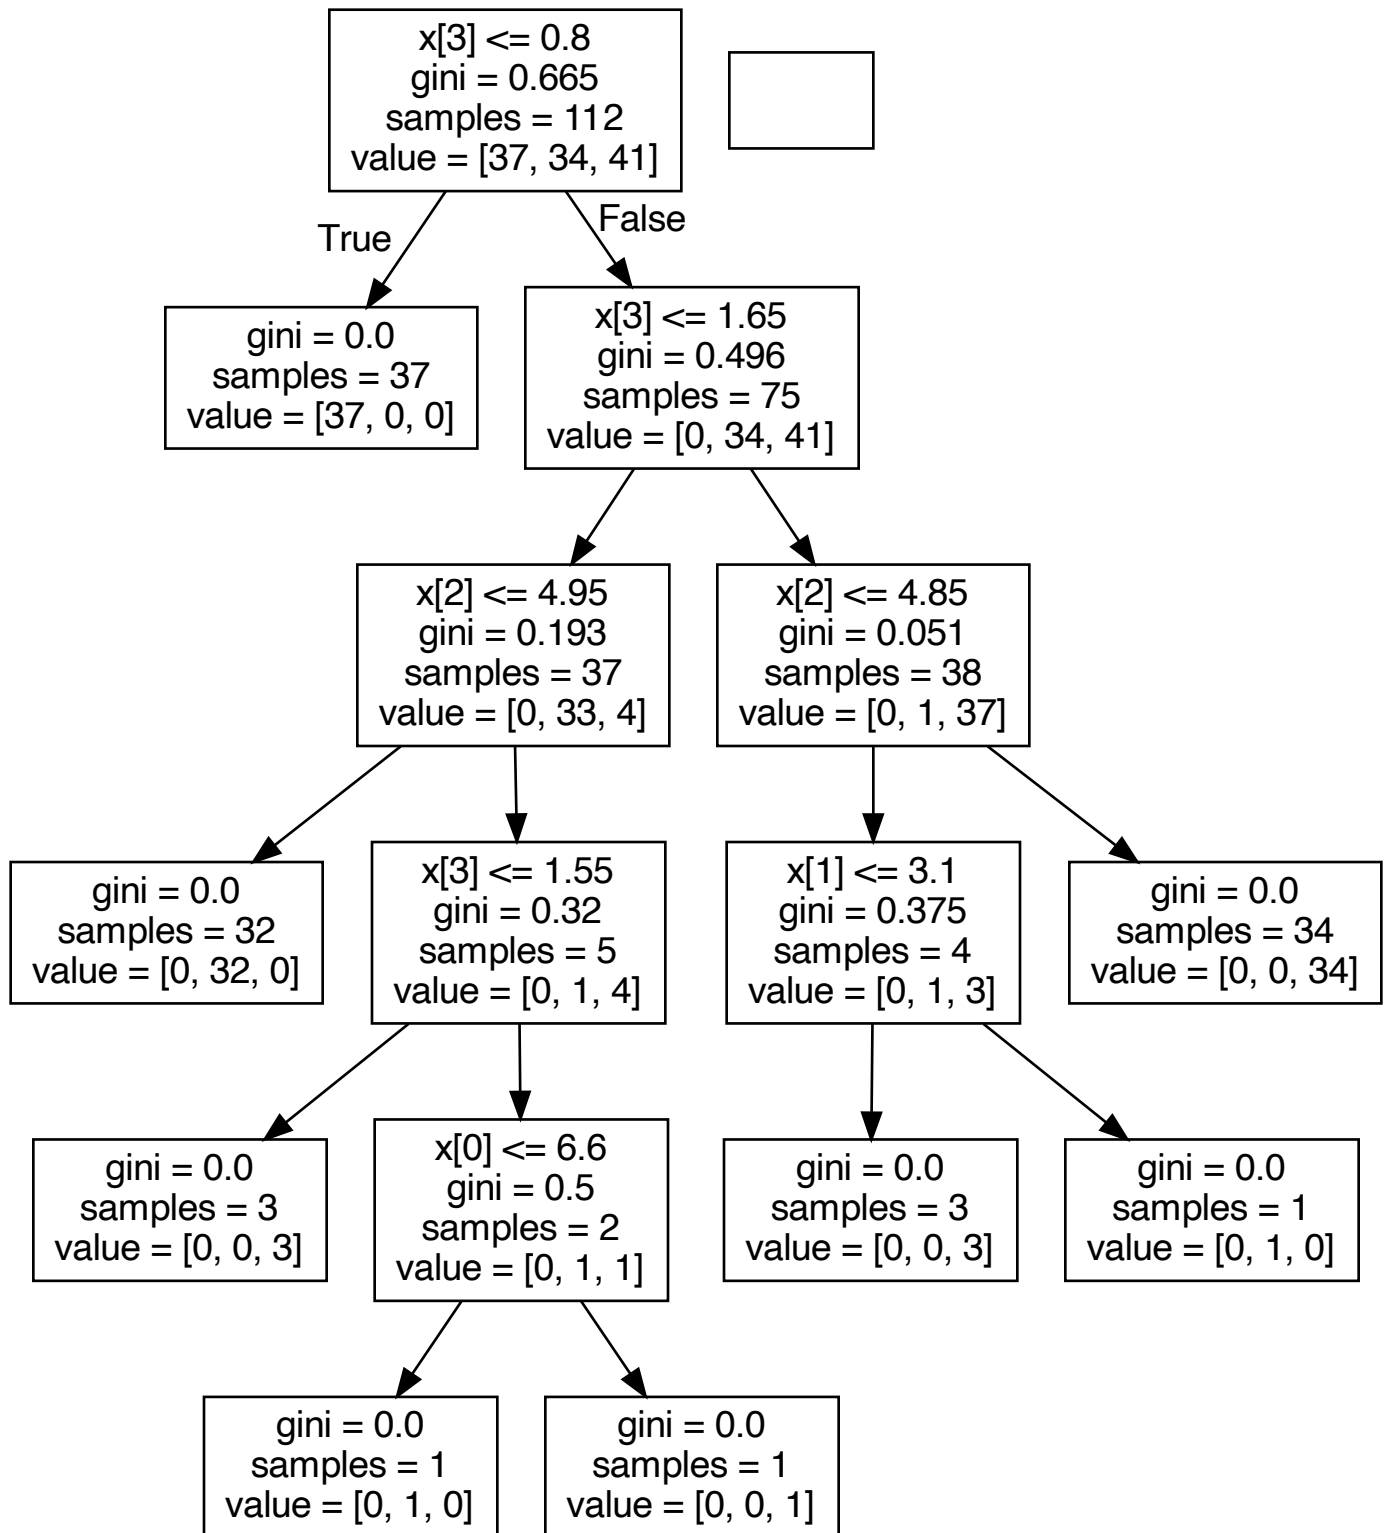 x[3] <= 0.8
gini = 0.665
samples = 112
value = [37, 34, 41]
True
False
gini = 0.0
samples = 37
value = [37, 0, 0]
x[3] <= 1.65
gini = 0.496
samples = 75
value = [0, 34, 41]
x[2] <= 4.95
gini = 0.193
samples = 37
value = [0, 33, 4]
x[2] <= 4.85
gini = 0.051
samples = 38
value = [0, 1, 37]
gini = 0.0
samples = 32
value = [0, 32, 0]
x[3] <= 1.55
gini = 0.32
samples = 5
value = [0, 1, 4]
x[1] <= 3.1
gini = 0.375
samples = 4
value = [0, 1, 3]
gini = 0.0
samples = 34
value = [0, 0, 34]
gini = 0.0
samples = 3
value = [0, 0, 3]
x[0] <= 6.6
gini = 0.5
samples = 2
value = [0, 1, 1]
gini = 0.0
samples = 3
value = [0, 0, 3]
gini = 0.0
samples = 1
value = [0, 1, 0]
gini = 0.0
samples = 1
value = [0, 1, 0]
gini = 0.0
samples = 1
value = [0, 0, 1]